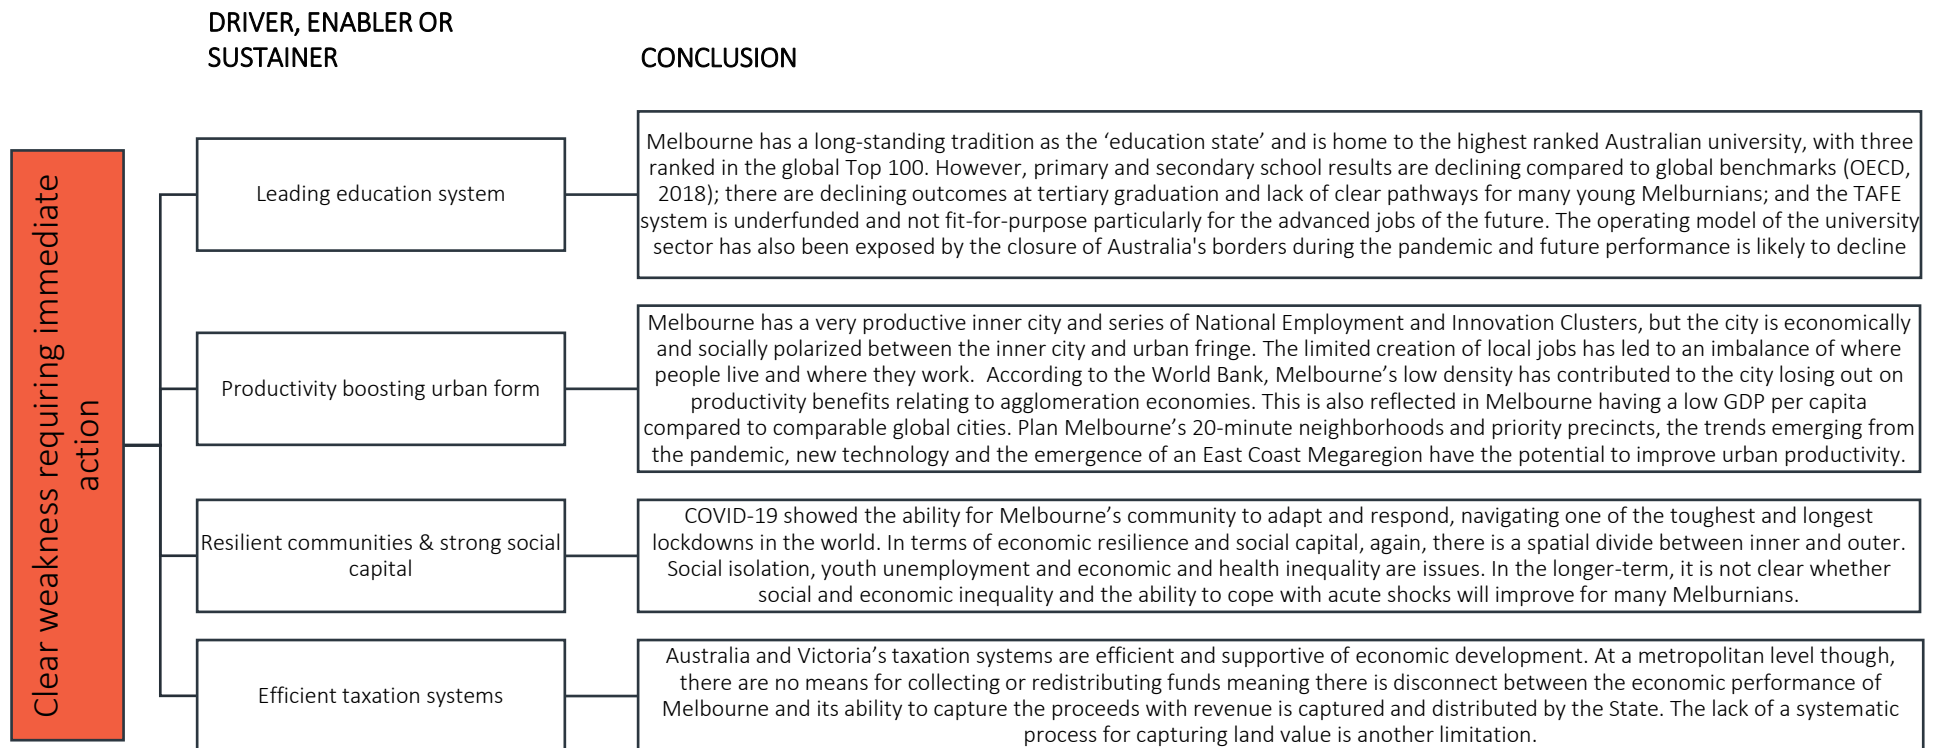 DRIVER, ENABLER OR
SUSTAINER
CONCLUSION
Clear weakness requiring immediate
action
Leading education system
Melbourne has a long-standing tradition as the ‘education state’ and is home to the highest ranked Australian university, with three
ranked in the global Top 100. However, primary and secondary school results are declining compared to global benchmarks (OECD,
2018); there are declining outcomes at tertiary graduation and lack of clear pathways for many young Melburnians; and the TAFE
system is underfunded and not fit-for-purpose particularly for the advanced jobs of the future. The operating model of the university
sector has also been exposed by the closure of Australia's borders during the pandemic and future performance is likely to decline
Productivity boosting urban form
Melbourne has a very productive inner city and series of National Employment and Innovation Clusters, but the city is economically
and socially polarized between the inner city and urban fringe. The limited creation of local jobs has led to an imbalance of where
people live and where they work. According to the World Bank, Melbourne’s low density has contributed to the city losing out on
productivity benefits relating to agglomeration economies. This is also reflected in Melbourne having a low GDP per capita
compared to comparable global cities. Plan Melbourne’s 20-minute neighborhoods and priority precincts, the trends emerging from
the pandemic, new technology and the emergence of an East Coast Megaregion have the potential to improve urban productivity.
Resilient communities & strong social
capital
COVID-19 showed the ability for Melbourne’s community to adapt and respond, navigating one of the toughest and longest
lockdowns in the world. In terms of economic resilience and social capital, again, there is a spatial divide between inner and outer.
Social isolation, youth unemployment and economic and health inequality are issues. In the longer-term, it is not clear whether
social and economic inequality and the ability to cope with acute shocks will improve for many Melburnians.
Efficient taxation systems
Australia and Victoria’s taxation systems are efficient and supportive of economic development. At a metropolitan level though,
there are no means for collecting or redistributing funds meaning there is disconnect between the economic performance of
Melbourne and its ability to capture the proceeds with revenue is captured and distributed by the State. The lack of a systematic
process for capturing land value is another limitation.